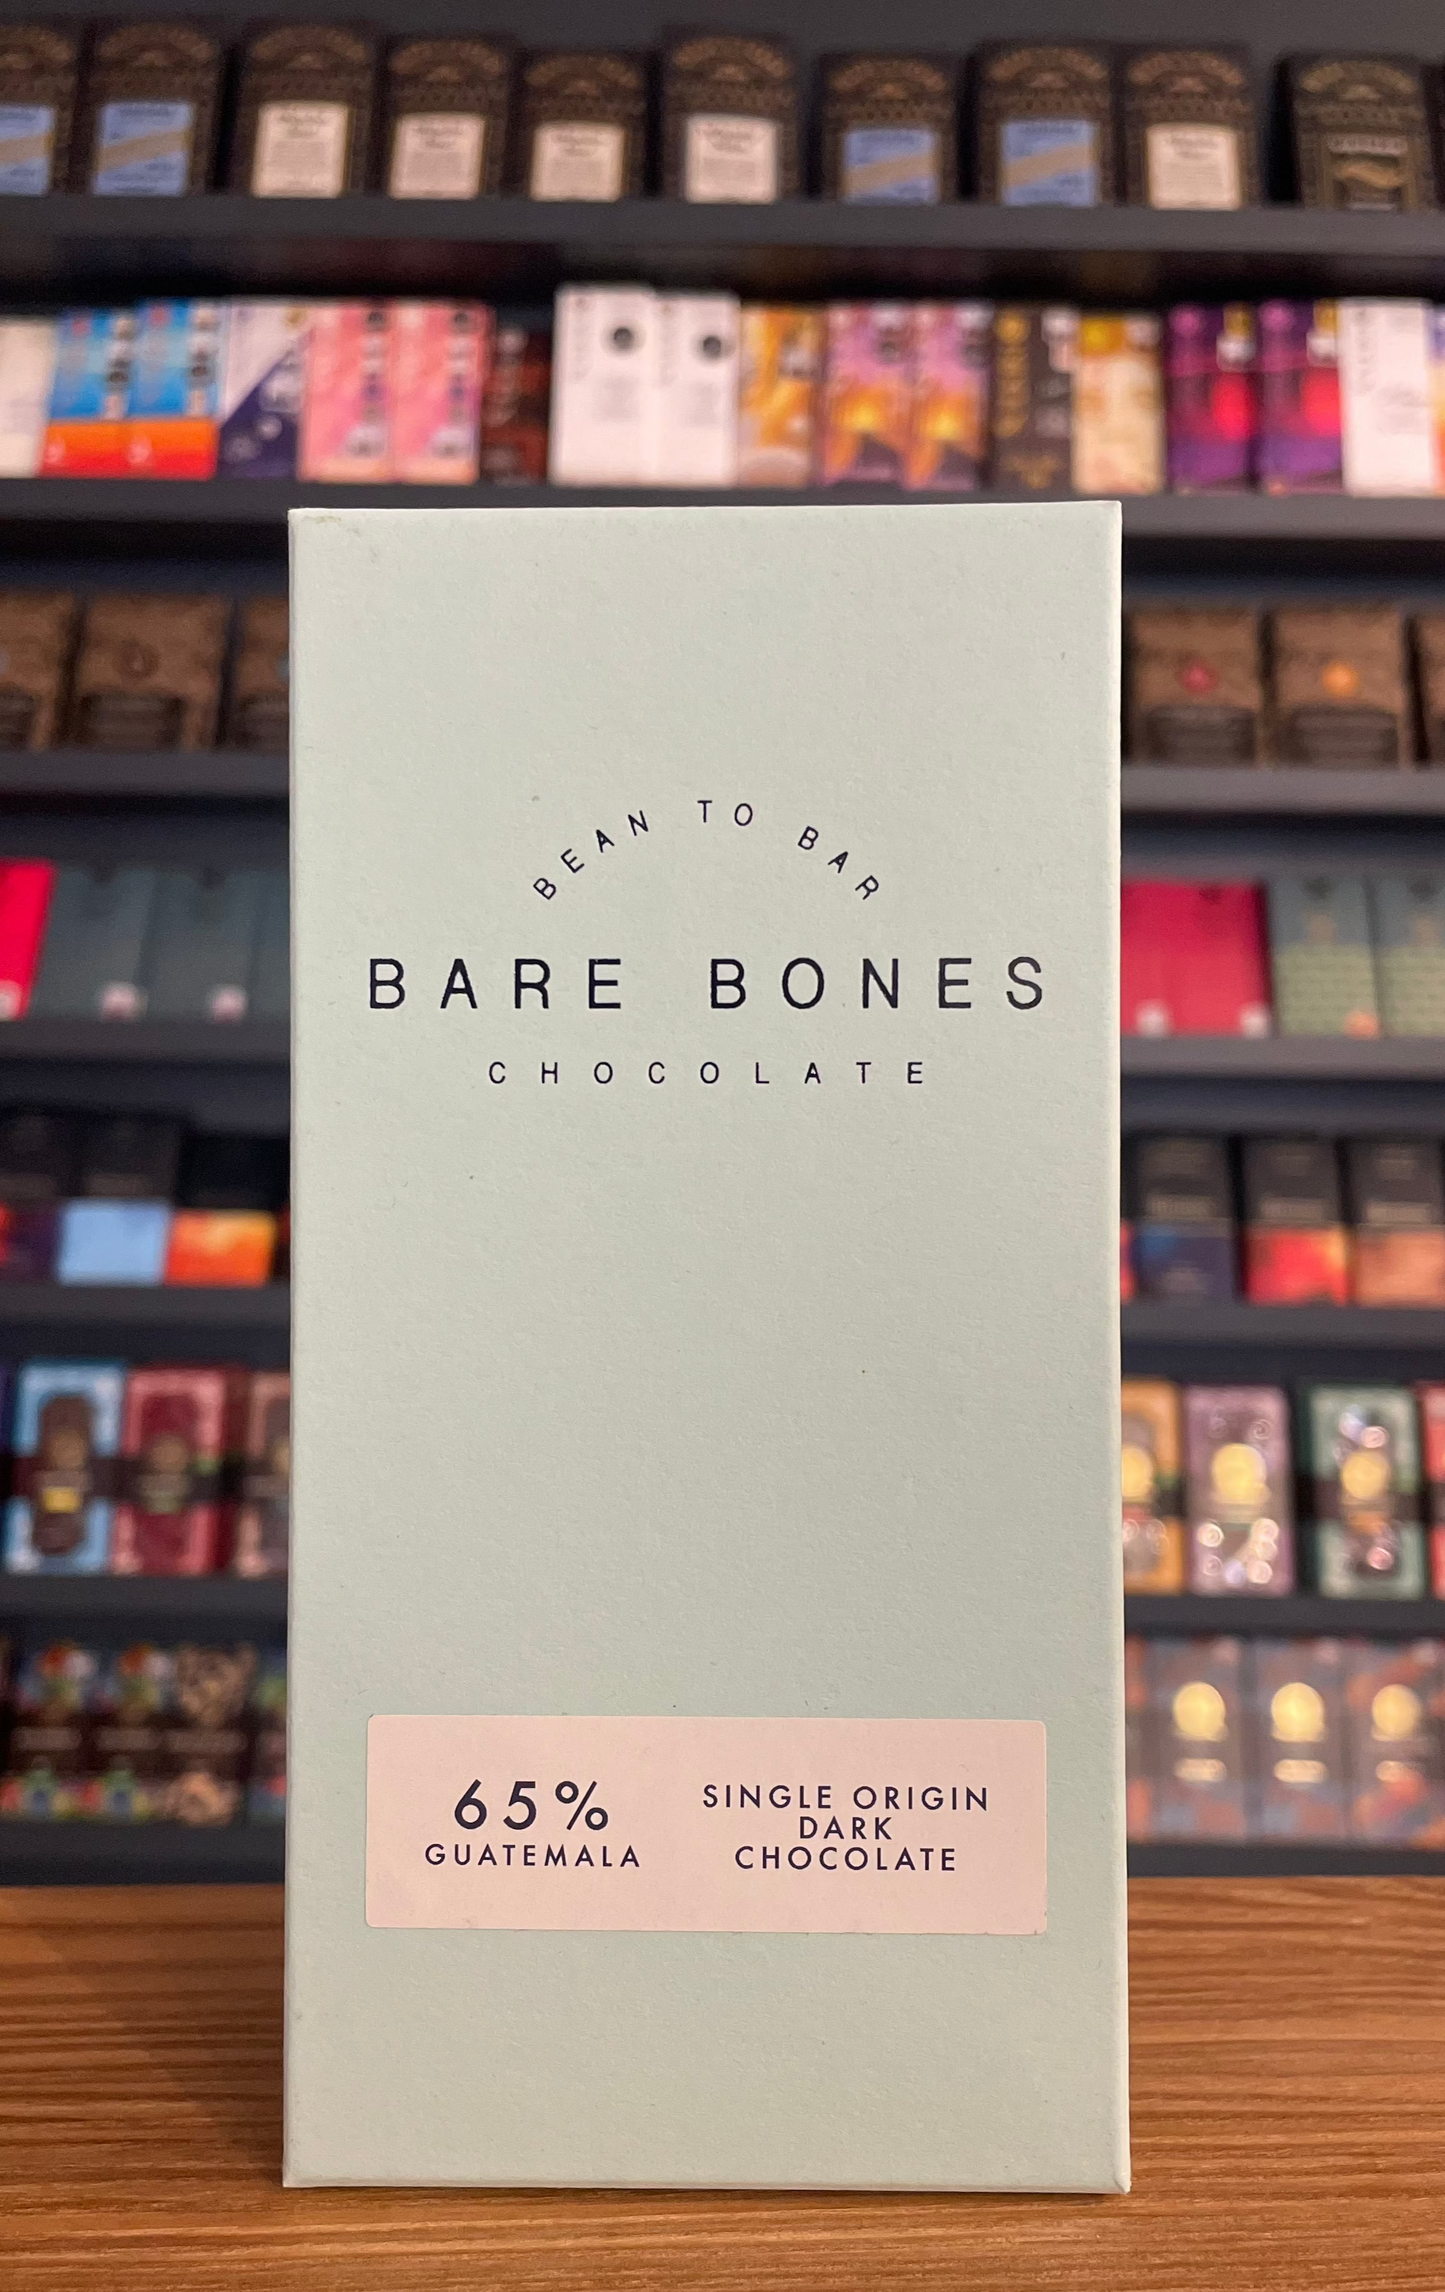 BEAN TO BAR
BARE BONES
CHOCOLATE
65%
GUATEMALA
SINGLE ORIGIN
DARK
CHOCOLATE